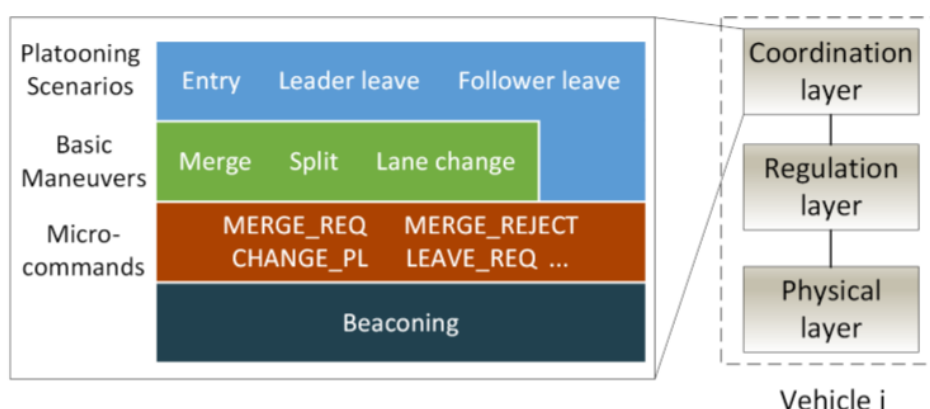 Platooning
Scenarios
Entry Leader leave Follower leave
Basic
Maneuvers
Merge Split Lane change
Micro-
commands
MERGE_REQ MERGE_REJECT
CHANGE_PL LEAVE_REQ ...
Beaconing
Coordination
layer
Regulation
layer
Physical
layer
Vehicle i